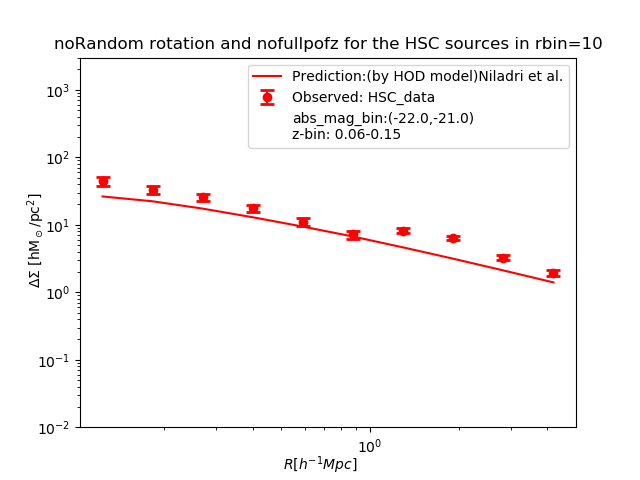 noRandom rotation and nofullpofz for the HSC sources in rbin=10
Prediction:(by HOD model)Niladri et al.
Observed: HSC_data
abs_mag_bin:(-22.0,-21.0)
z-bin: 0.06-0.15
ΔΣ [hM⊙/pc²]
10³
10²
10¹
10⁰
10⁻¹
10⁻²
10⁰
R[h⁻¹Mpc]